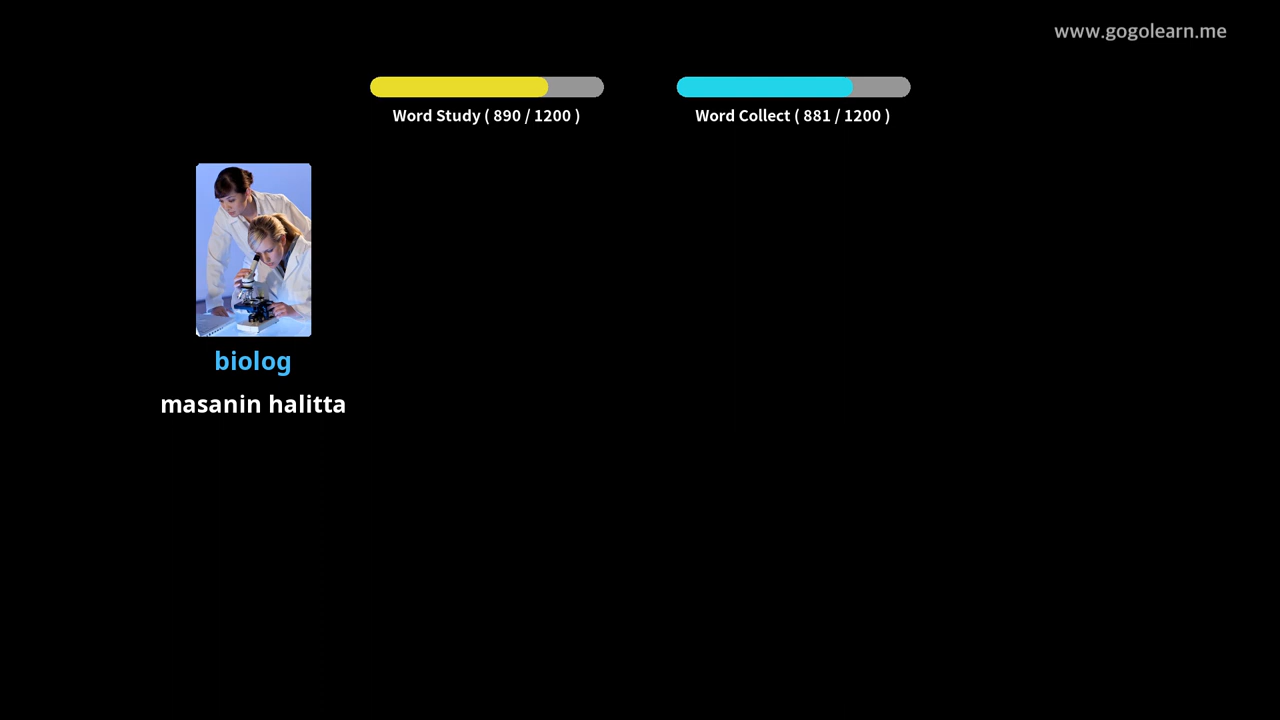 www.gogolearn.me
Word Study ( 890 / 1200 )
Word Collect ( 881 / 1200 )
biolog
masanin halitta